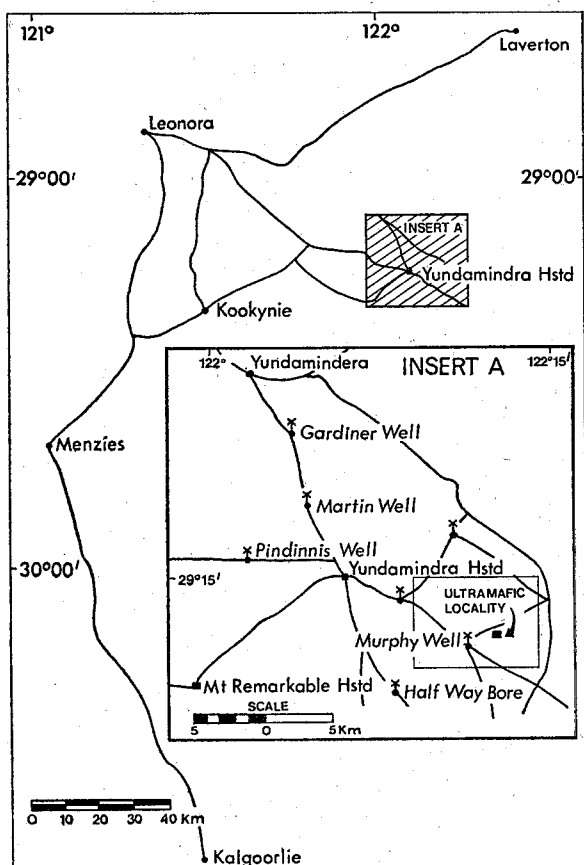 121°
122°
Laverton
Leonora
29°00'
29°00'
INSERT A
Yundamindra Hstd
Kookynie
122°
122°15'
Yundamindera
INSERT A
Gardiner Well
Menzies
Martin Well
Pindinnis Well
Yundamindra Hstd
30°00'
29°15'
ULTRAMAFIC
LOCALITY
Murphy Well
Mt Remarkable Hstd
Half Way Bore
SCALE
5 0 5 Km
0 10 20 30 40 KM
Kalgoorlie